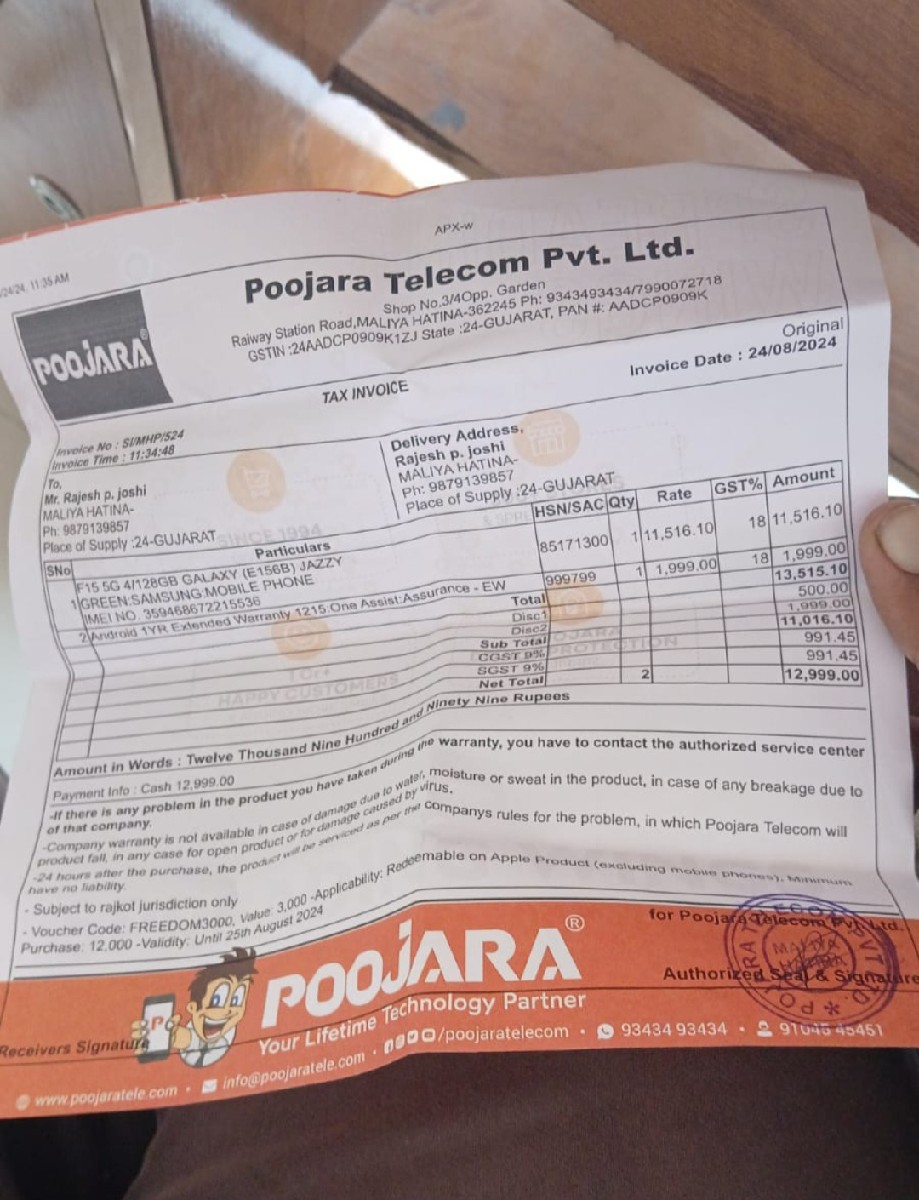 APX-w
24/24, 11:35 AM
POOJARA
Poojara Telecom Pvt. Ltd.
Shop No.3/4Opp. Garden
Raiway Station Road,MALIYA HATINA-362245 Ph: 9343493434/7990072718
GSTIN :24AADCP0909K1ZJ State :24-GUJARAT, PAN #: AADCP0909K
Original
TAX INVOICE
Invoice Date : 24/08/2024
Invoice No : SI/MHP/524
Invoice Time : 11:34:48
To,
Mr. Rajesh p. joshi
MALIYA HATINA-
Ph: 9879139857
Place of Supply :24-GUJARAT
Delivery Address,
Rajesh p. joshi
MALIYA HATINA-
Ph: 9879139857
Place of Supply :24-GUJARAT
SINCE 1994
SNo Particulars HSN/SAC Qty Rate GST% Amount
1 F15 5G 4/128GB GALAXY (E156B) JAZZY 85171300 1 11,516.10 18 11,516.10
GREEN:SAMSUNG:MOBILE PHONE
IMEI NO. 359468672215536
2 Android 1YR Extended Warranty 1215:One Assist:Assurance - EW 999799 1 1,999.00 18 1,999.00
Total 13,515.10
Disc1 500.00
Disc2 1,999.00
Sub Total 11,016.10
CGST 9% 991.45
SGST 9% 991.45
Net Total 2 12,999.00
POOJARA
PROTECTION
1 Cr+
HAPPY CUSTOMERS
Amount in Words : Twelve Thousand Nine Hundred and Ninety Nine Rupees
Payment Info : Cash 12,999.00
-If there is any problem in the product you have taken during the warranty, you have to contact the authorized service center
of that company.
-Company warranty is not available in case of damage due to water, moisture or sweat in the product, in case of any breakage due to
product fall, in any case for open product or for damage caused by virus.
-24 hours after the purchase, the product will be serviced as per the companys rules for the problem, in which Poojara Telecom will
have no liability.
- Subject to rajkot jurisdiction only
- Voucher Code: FREEDOM3000, Value: 3,000 -Applicability: Redeemable on Apple Product (excluding mobile phones), Minimum
Purchase: 12,000 -Validity: Until 25th August 2024
for Poojara Telecom Pvt. Ltd.
MALIYA
HATINA
Authorized Seal & Signature
POOJARA®
Your Lifetime Technology Partner
Receivers Signature
www.poojaratele.com • info@poojaratele.com • /poojaratelecom • 93434 93434 • 91045 45451